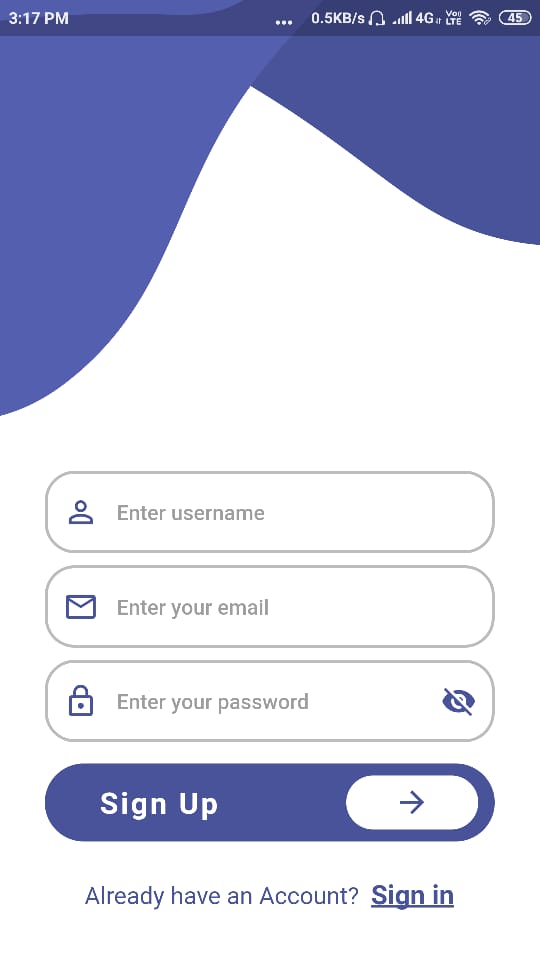 3:17 PM ... 0.5KB/s 4G Vo)) LTE 45
Enter username
Enter your email
Enter your password
Sign Up
Already have an Account? Sign in